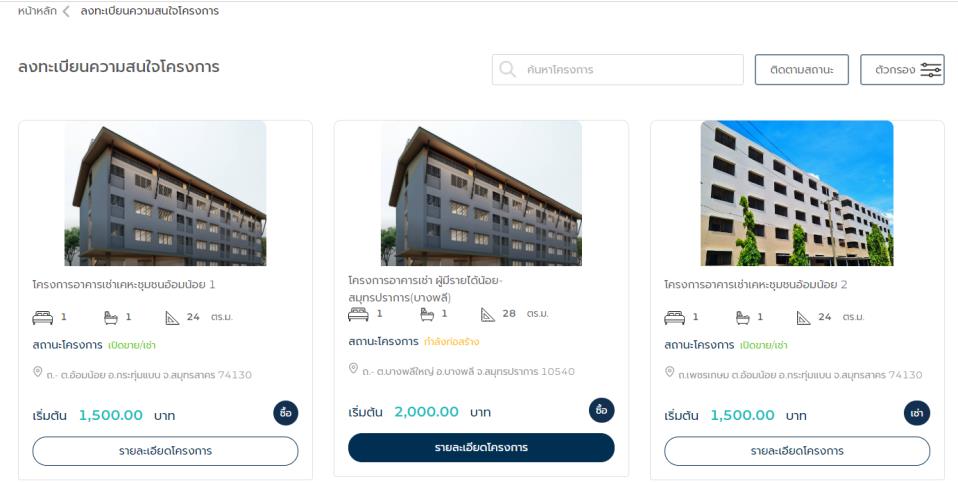 หน้าหลัก ลงทะเบียนความสนใจโครงการ
ลงทะเบียนความสนใจโครงการ
ค้นหาโครงการ
ติดตามสถานะ
ตัวกรอง
โครงการอาคารเช่าเคหะชุมชนอ้อมน้อย 1
1 1 24 ตร.ม.
สถานะโครงการ เปิดขาย/เช่า
ถ.- ต.อ้อมน้อย อ.กระทุ่มแบน จ.สมุทรสาคร 74130
เริ่มต้น 1,500.00 บาท
ซื้อ
รายละเอียดโครงการ
โครงการอาคารเช่า ผู้มีรายได้น้อย-
สมุทรปราการ(บางพลี)
1 1 28 ตร.ม.
สถานะโครงการ กำลังก่อสร้าง
ถ.- ต.บางพลีใหญ่ อ.บางพลี จ.สมุทรปราการ 10540
เริ่มต้น 2,000.00 บาท
ซื้อ
รายละเอียดโครงการ
โครงการอาคารเช่าเคหะชุมชนอ้อมน้อย 2
1 1 24 ตร.ม.
สถานะโครงการ เปิดขาย/เช่า
ถ.เพชรเกษม ต.อ้อมน้อย อ.กระทุ่มแบน จ.สมุทรสาคร 74130
เริ่มต้น 1,500.00 บาท
เช่า
รายละเอียดโครงการ